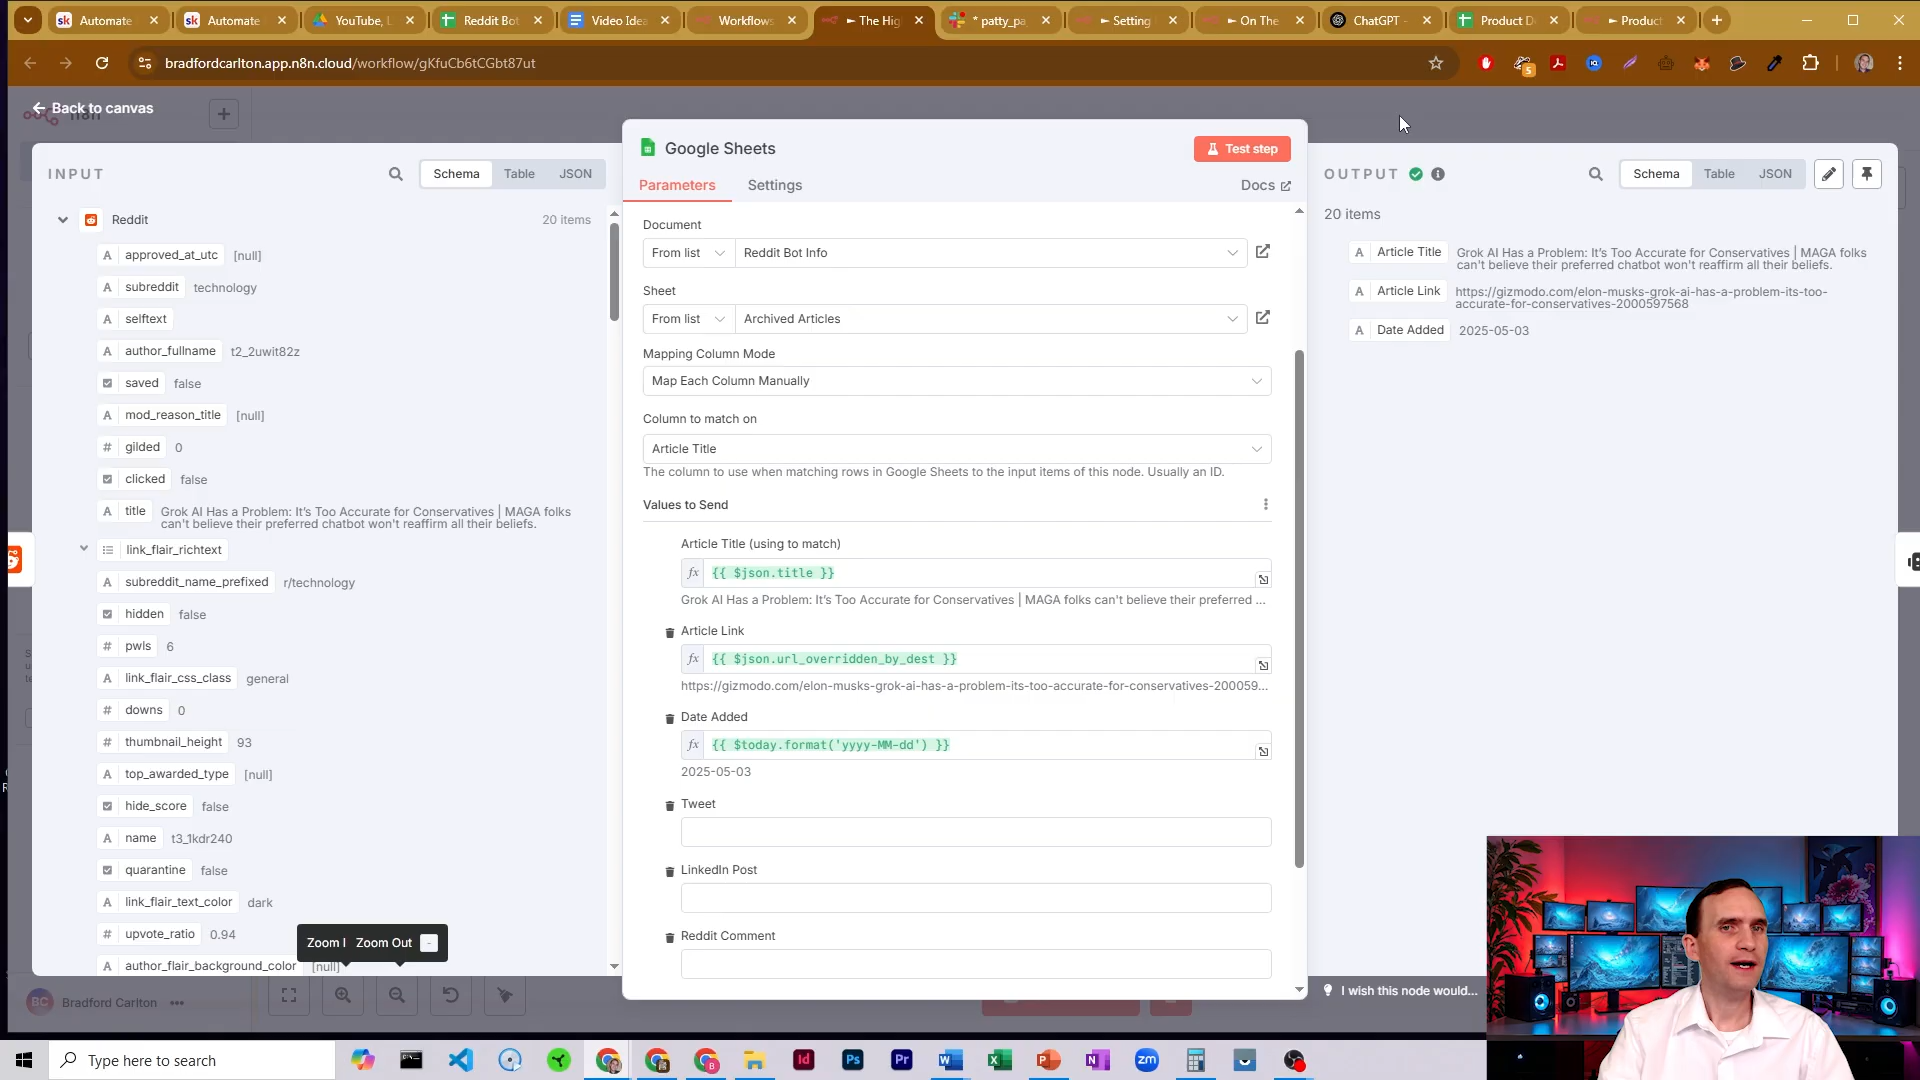 Automate
Automate
YouTube, L
Reddit Bot
Video Idea
Workflows
► The Hig
* patty_pa
► Setting
► On The
ChatGPT -
Product D
► Product
bradfordcarlton.app.n8n.cloud/workflow/gKfuCb6tCGbt87ut
Back to canvas
INPUT
Schema
Table
JSON
Reddit
20 items
approved_at_utc [null]
subreddit technology
selftext
author_fullname t2_2uwit82z
saved false
mod_reason_title [null]
# gilded 0
clicked false
A title Grok AI Has a Problem: It's Too Accurate for Conservatives | MAGA folks
can't believe their preferred chatbot won't reaffirm all their beliefs.
link_flair_richtext
A subreddit_name_prefixed r/technology
hidden false
# pwls 6
A link_flair_css_class general
# downs 0
# thumbnail_height 93
A top_awarded_type [null]
hide_score false
A name t3_1kdr240
quarantine false
A link_flair_text_color dark
# upvote_ratio 0.94
A author_flair_background_color [null]
Zoom I Zoom Out -
BC Bradford Carlton
Google Sheets
Test step
Parameters
Settings
Docs
Document
From list
Reddit Bot Info
Sheet
From list
Archived Articles
Mapping Column Mode
Map Each Column Manually
Column to match on
Article Title
The column to use when matching rows in Google Sheets to the input items of this node. Usually an ID.
Values to Send
Article Title (using to match)
fx {{ $json.title }}
Grok AI Has a Problem: It's Too Accurate for Conservatives | MAGA folks can't believe their preferred ...
Article Link
fx {{ $json.url_overridden_by_dest }}
https://gizmodo.com/elon-musks-grok-ai-has-a-problem-its-too-accurate-for-conservatives-200059...
Date Added
fx {{ $today.format('yyyy-MM-dd') }}
2025-05-03
Tweet
LinkedIn Post
Reddit Comment
OUTPUT
Schema
Table
JSON
20 items
A Article Title Grok AI Has a Problem: It's Too Accurate for Conservatives | MAGA folks
can't believe their preferred chatbot won't reaffirm all their beliefs.
A Article Link https://gizmodo.com/elon-musks-grok-ai-has-a-problem-its-too-
accurate-for-conservatives-2000597568
A Date Added 2025-05-03
I wish this node would...
Type here to search